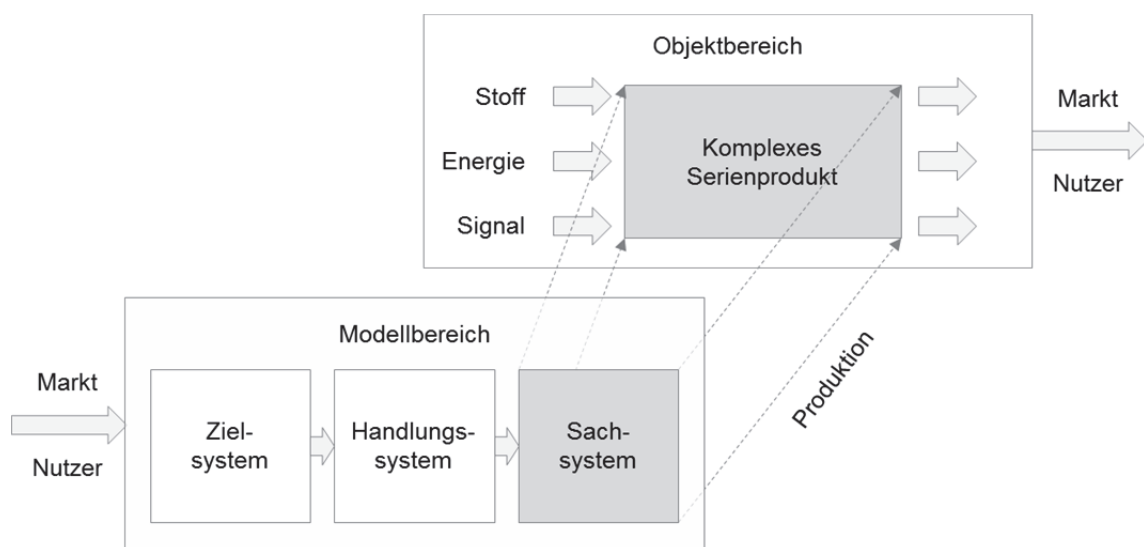 Objektbereich
Stoff
Energie
Signal
Komplexes
Serienprodukt
Markt
Nutzer
Modellbereich
Markt
Nutzer
Ziel-
system
Handlungs-
system
Sach-
system
Produktion